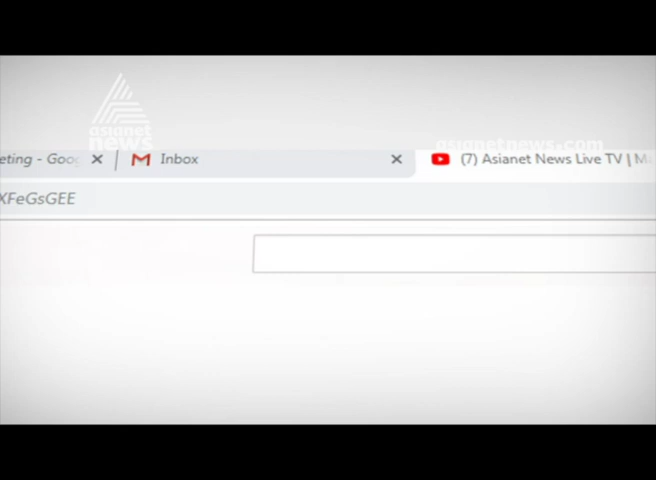 asianet
news
asianetnews.com
eting - Goo
Inbox
(7) Asianet News Live TV | M
XFeGsGEE